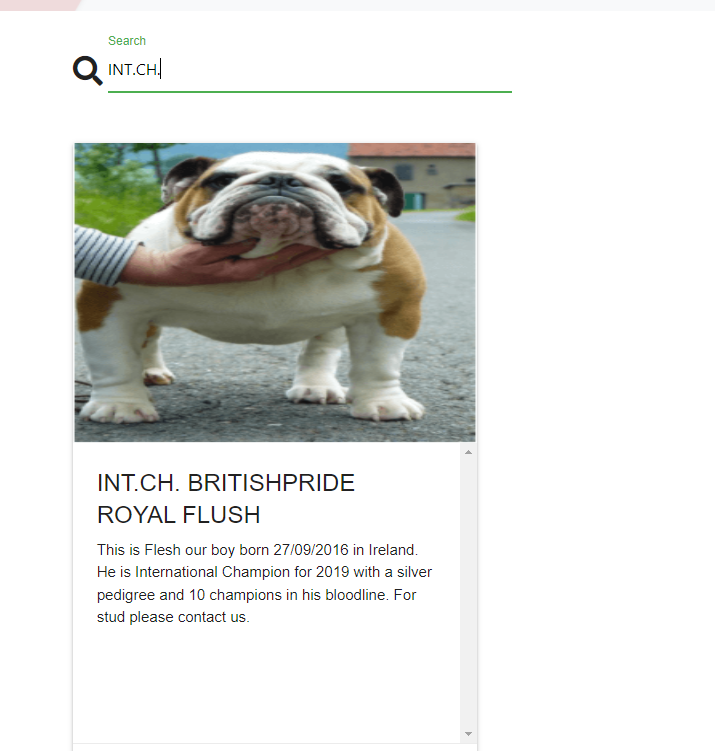 Search
INT.CH.
INT.CH. BRITISHPRIDE
ROYAL FLUSH
This is Flesh our boy born 27/09/2016 in Ireland.
He is International Champion for 2019 with a silver
pedigree and 10 champions in his bloodline. For
stud please contact us.